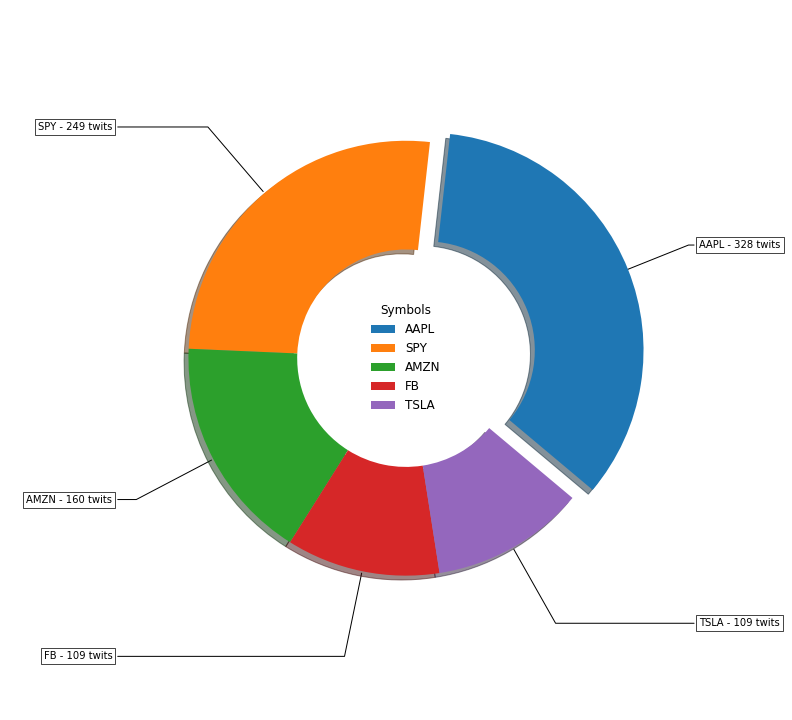 SPY - 249 twits
AAPL - 328 twits
Symbols
AAPL
SPY
AMZN
FB
TSLA
AMZN - 160 twits
TSLA - 109 twits
FB - 109 twits